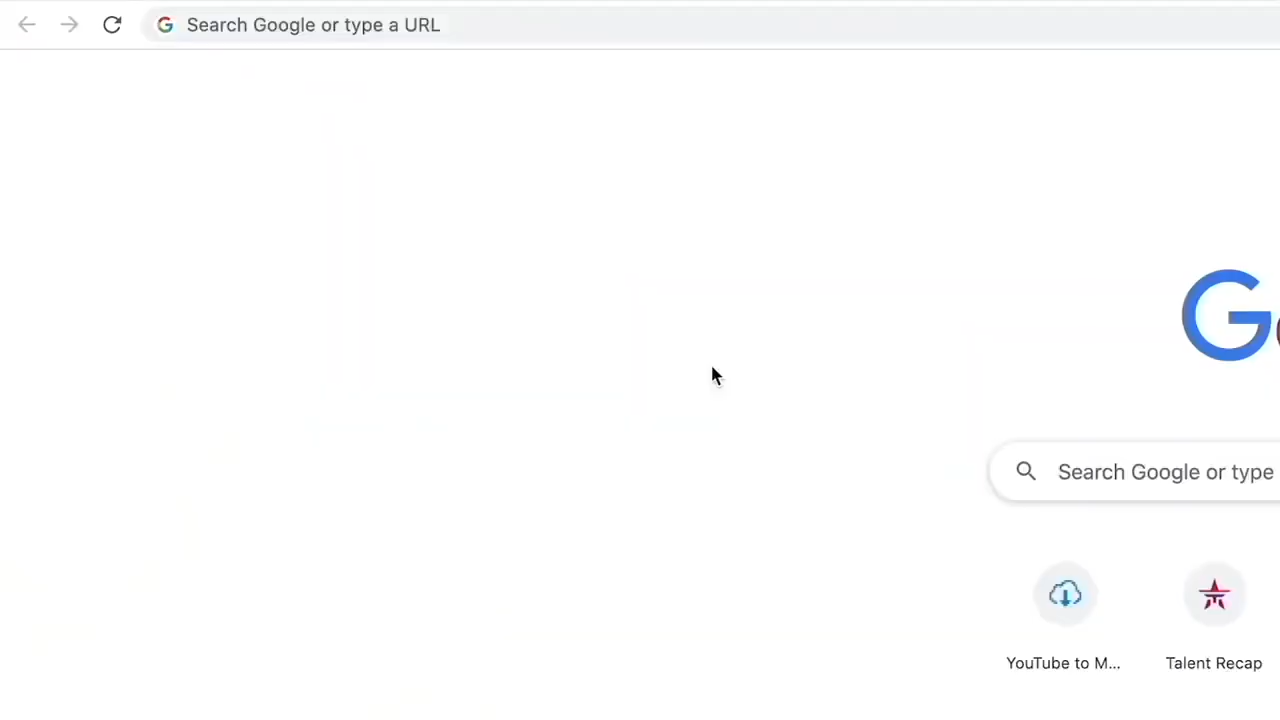 Search Google or type a URL
G
Search Google or type
YouTube to M...
Talent Recap